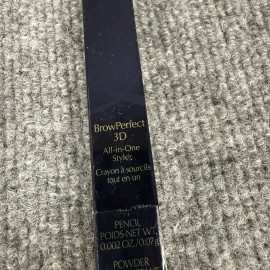 BrowPerfect
3D
All-in-One
Styler
Crayon à sourcils
tout en un
PENCIL
POIDS NET WT.
0.002 OZ./0.07g
POWDER